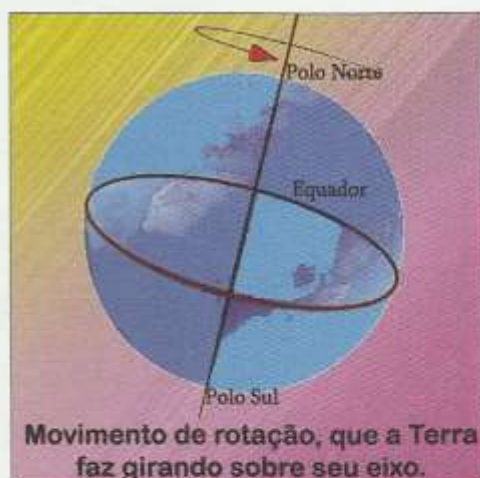 Polo Norte
Equador
Polo Sul
Movimento de rotação, que a Terra
faz girando sobre seu eixo.